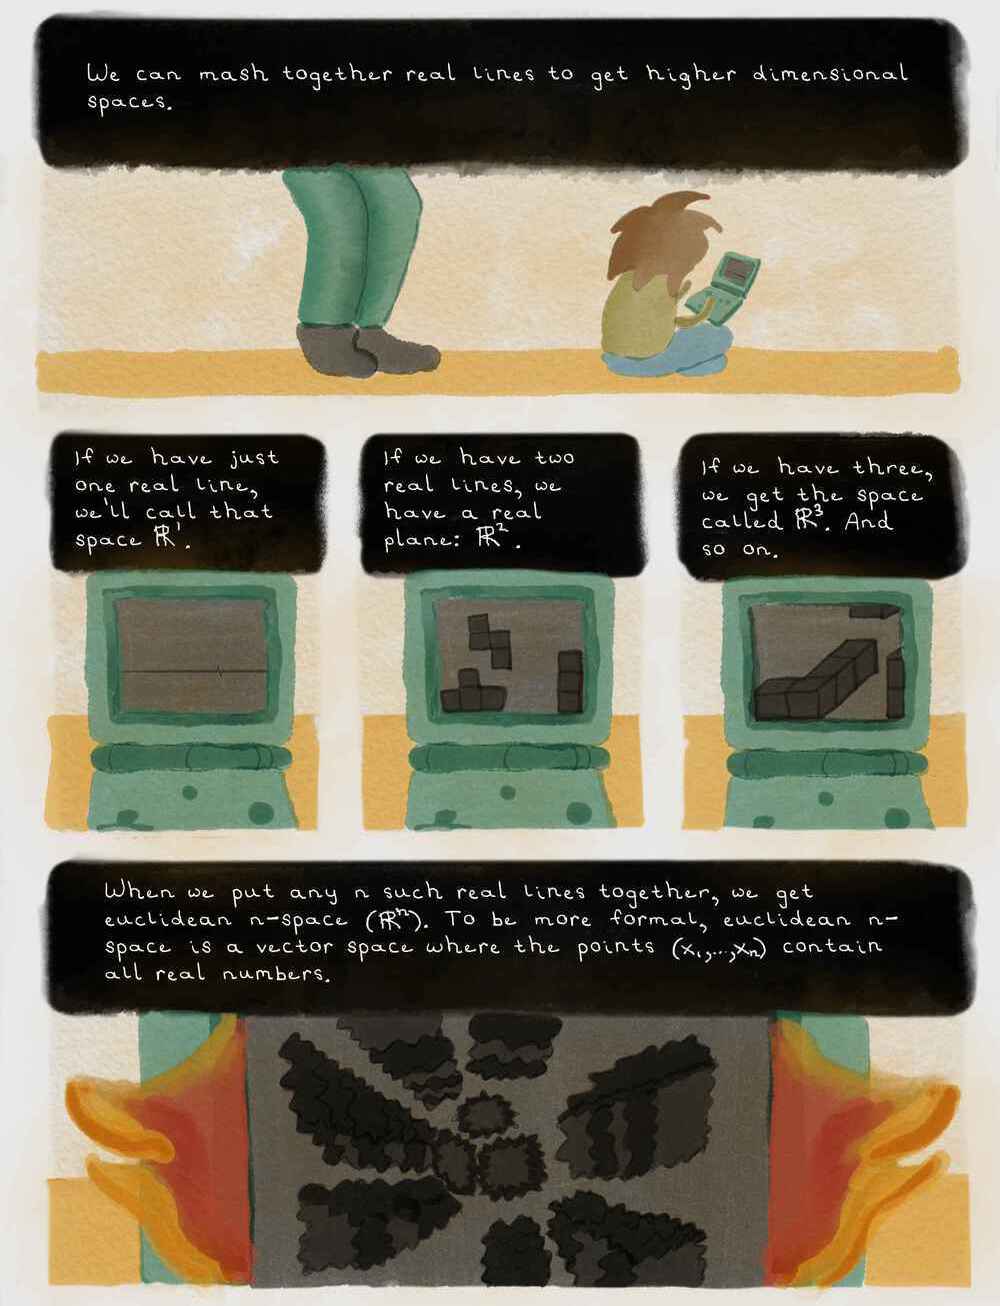 We can mash together real lines to get higher dimensional
spaces.
If we have just
one real line,
we'll call that
space ℝ¹.
If we have two
real lines, we
have a real
plane: ℝ².
If we have three,
we get the space
called ℝ³. And
so on.
When we put any n such real lines together, we get
euclidean n-space (ℝⁿ). To be more formal, euclidean n-
space is a vector space where the points (x₁,...,xₙ) contain
all real numbers.